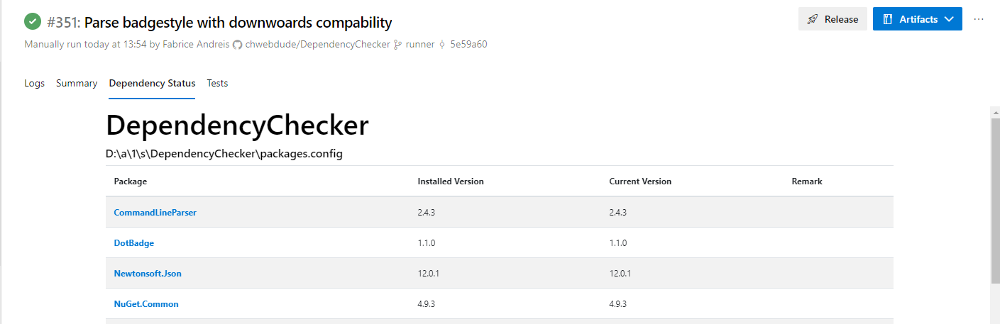 #351: Parse badgestyle with downwoards compability
Release
Artifacts
Manually run today at 13:54 by Fabrice Andreis chwebdude/DependencyChecker runner 5e59a60
Logs Summary Dependency Status Tests
DependencyChecker
D:\a\1\s\DependencyChecker\packages.config
Package Installed Version Current Version Remark
CommandLineParser 2.4.3 2.4.3
DotBadge 1.1.0 1.1.0
Newtonsoft.Json 12.0.1 12.0.1
NuGet.Common 4.9.3 4.9.3